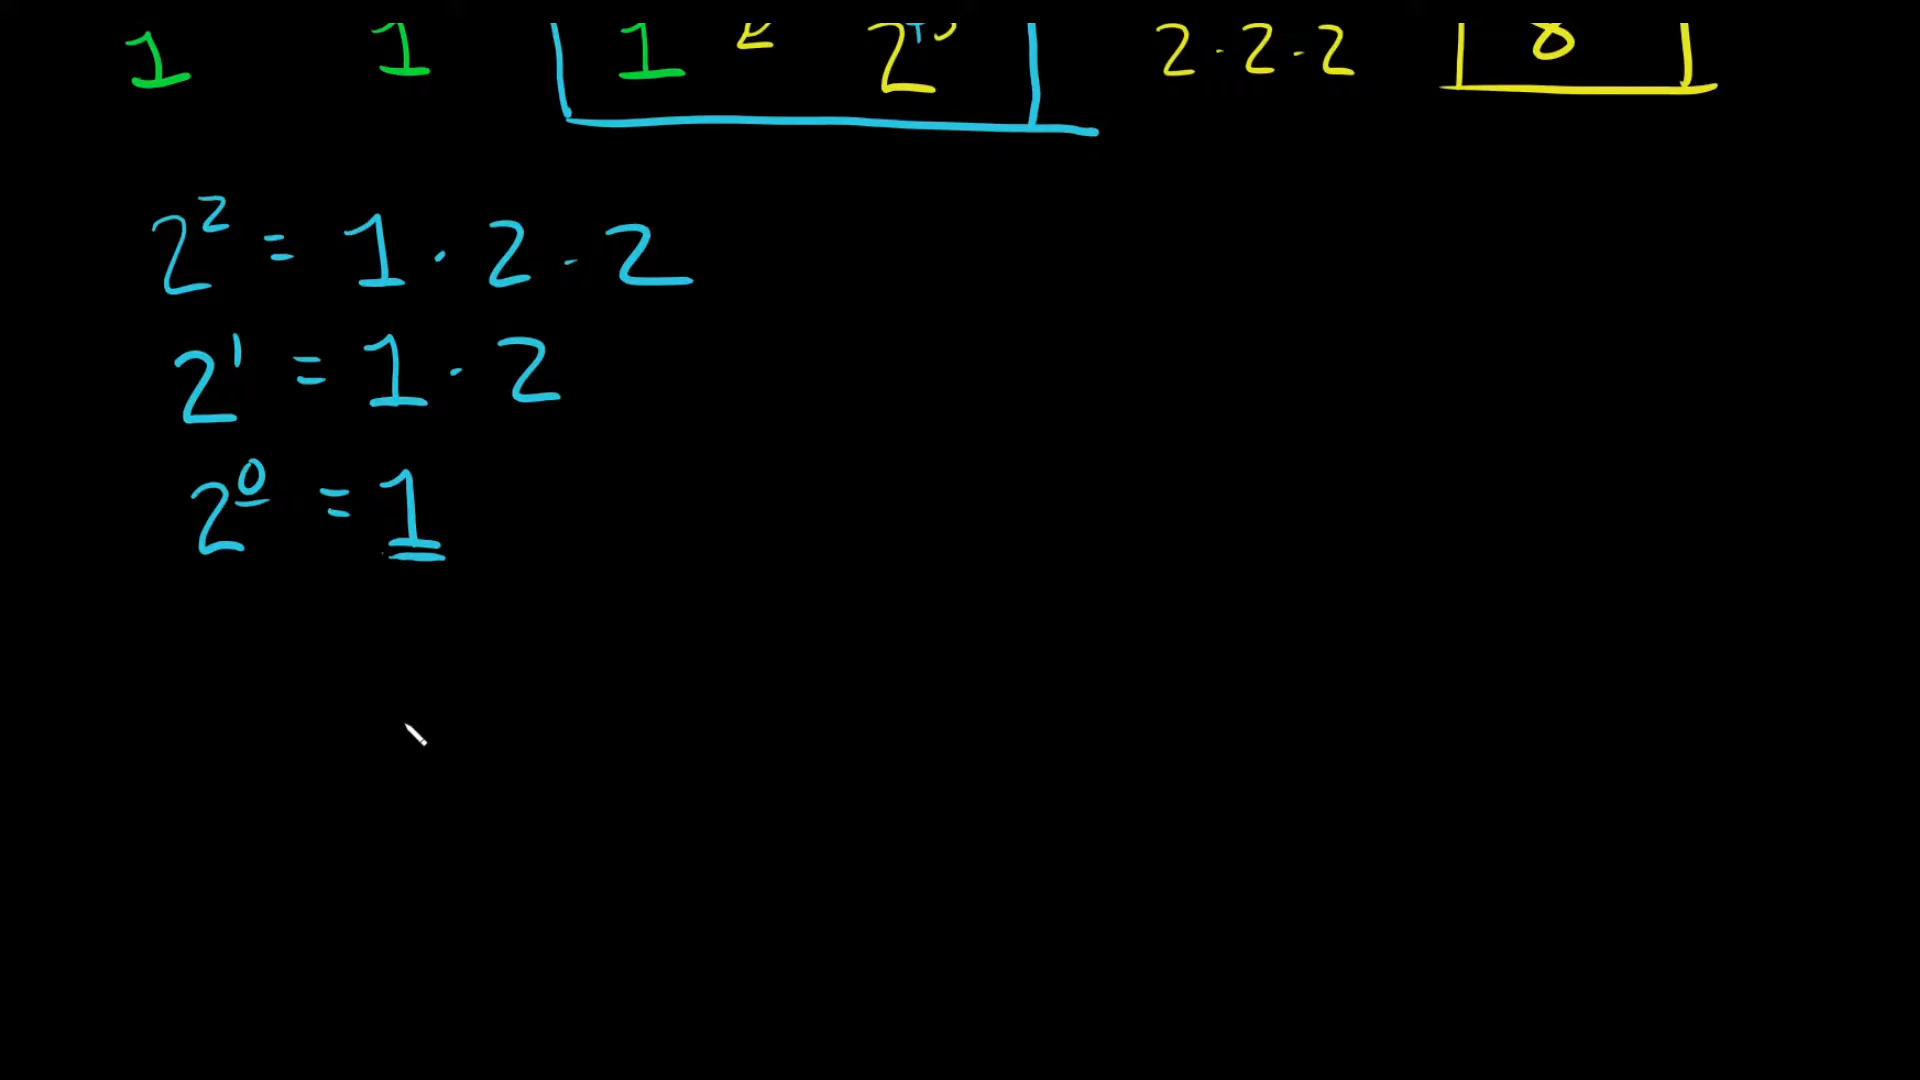 1 1 1 2 2·2·2 8
2² = 1 · 2 · 2
2¹ = 1 · 2
2⁰ = 1